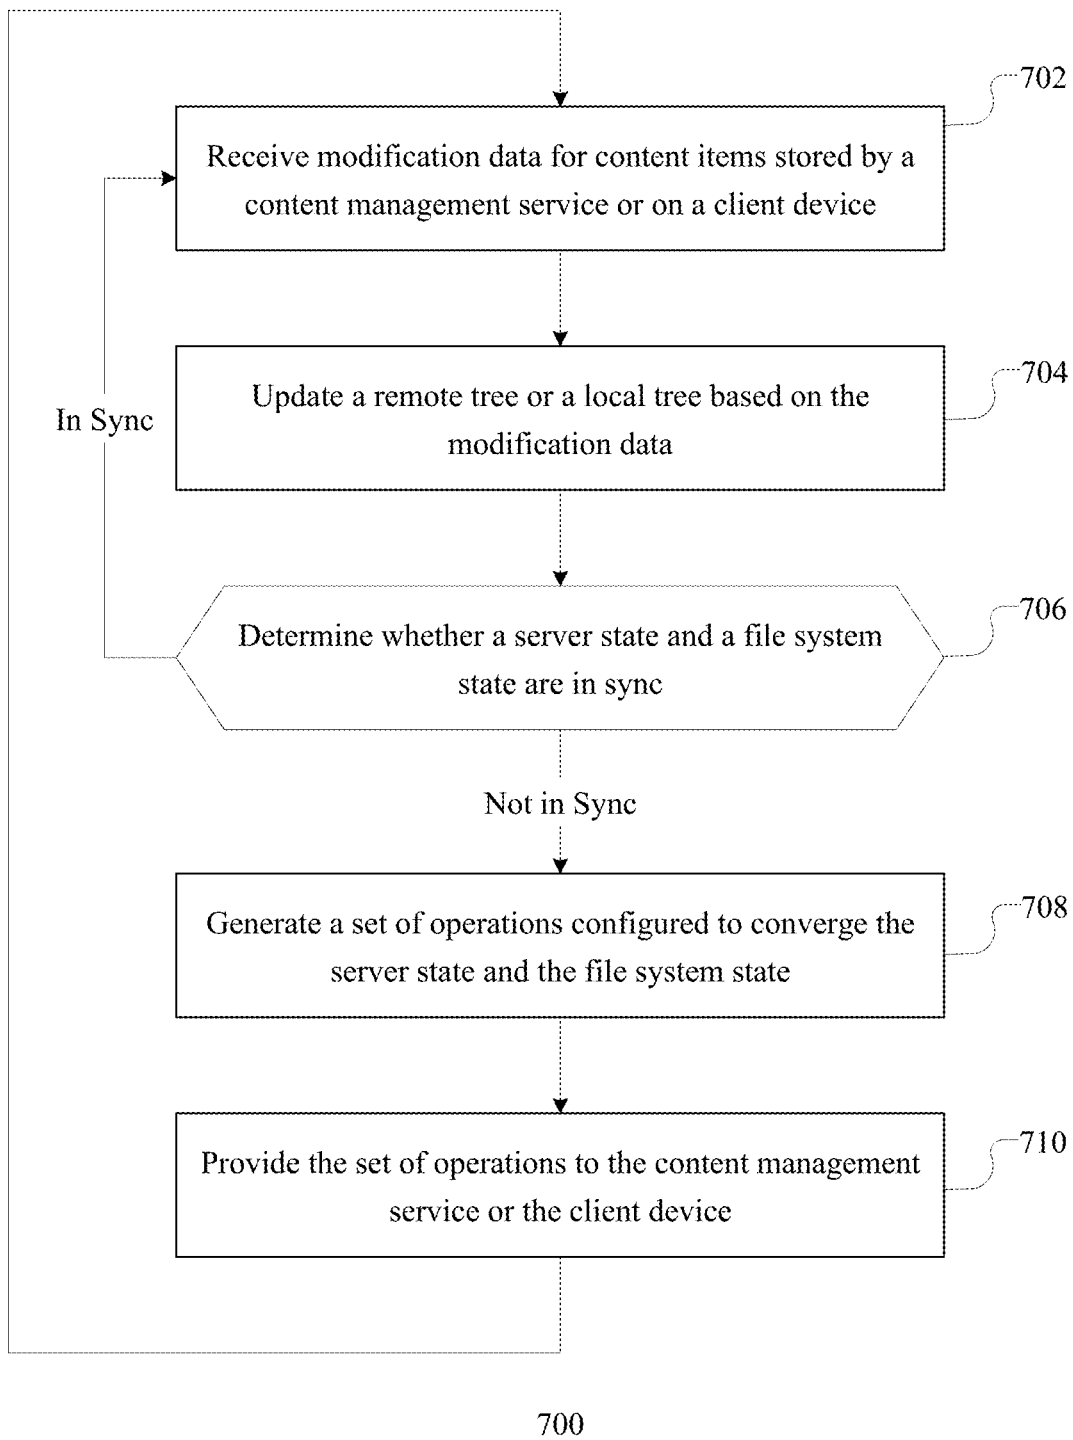 702
Receive modification data for content items stored by a
content management service or on a client device
704
Update a remote tree or a local tree based on the
modification data
In Sync
706
Determine whether a server state and a file system
state are in sync
Not in Sync
708
Generate a set of operations configured to converge the
server state and the file system state
710
Provide the set of operations to the content management
service or the client device
700